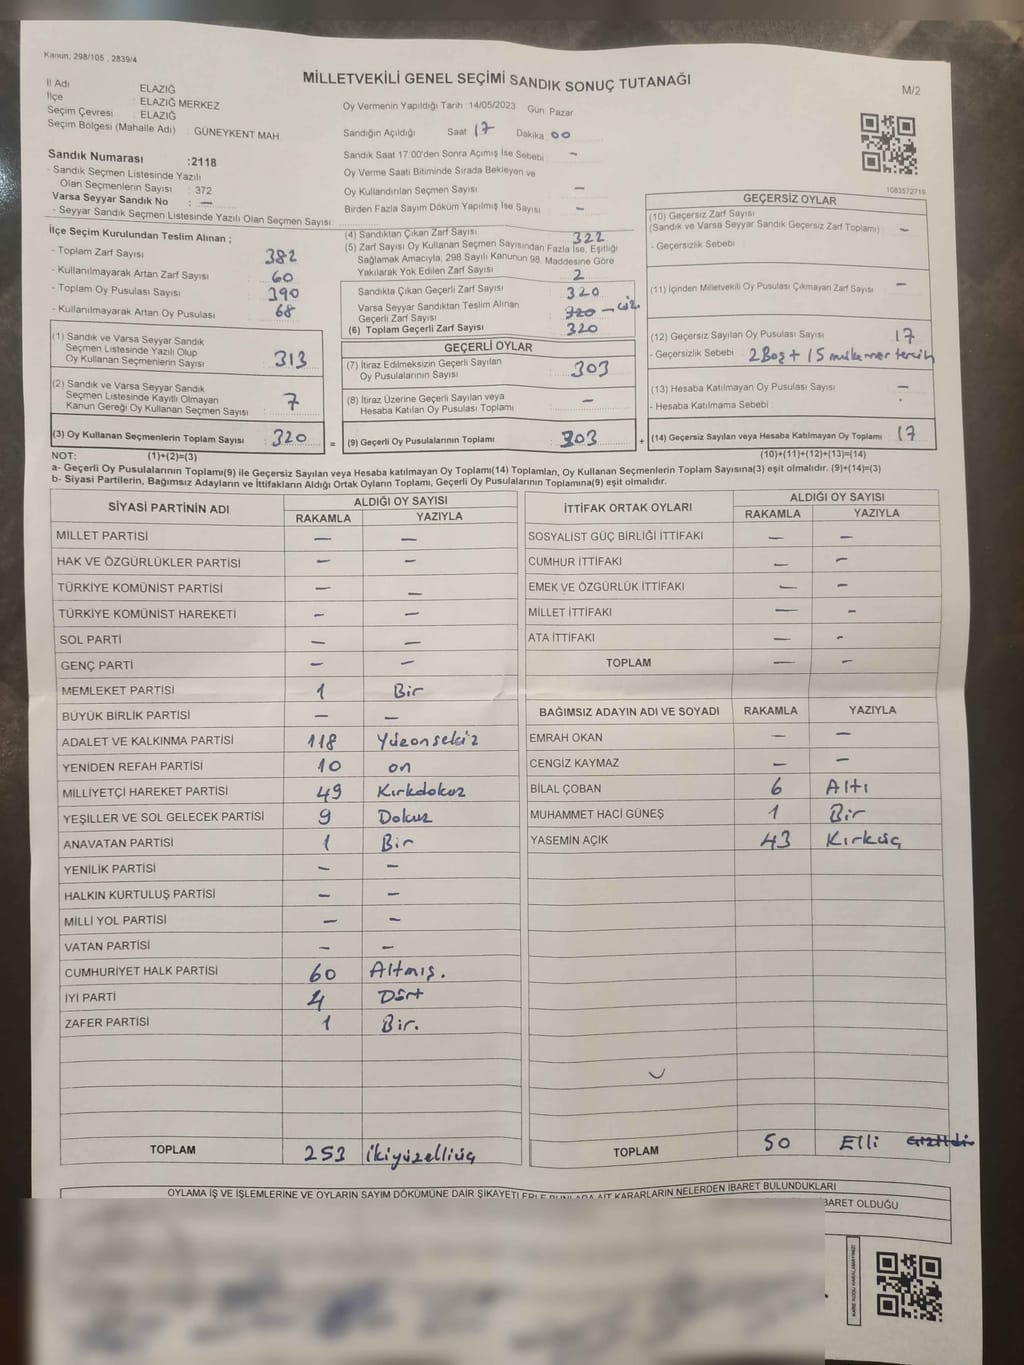 Kanun, 298/105 , 2839/4
MİLLETVEKİLİ GENEL SEÇİMİ SANDIK SONUÇ TUTANAĞI
M/2
İl Adı ELAZIĞ
İlçe ELAZIĞ MERKEZ
Seçim Çevresi : ELAZIĞ
Seçim Bölgesi (Mahalle Adı) : GÜNEYKENT MAH.
Oy Vermenin Yapıldığı Tarih :14/05/2023 Gün: Pazar
Sandığın Açıldığı Saat 17 Dakika 00
Sandık Numarası :2118
- Sandık Seçmen Listesinde Yazılı
Olan Seçmenlerin Sayısı : 372
Varsa Seyyar Sandık No : —
- Seyyar Sandık Seçmen Listesinde Yazılı Olan Seçmen Sayısı:
Sandık Saat 17:00'den Sonra Açımış İse Sebebi —
Oy Verme Saati Bitiminde Sırada Bekleyen ve
Oy Kullandırılan Seçmen Sayısı —
Birden Fazla Sayım Döküm Yapılmış İse Sayısı —
1083572719
İlçe Seçim Kurulundan Teslim Alınan ;
- Toplam Zarf Sayısı 382
- Kullanılmayarak Artan Zarf Sayısı 60
- Toplam Oy Pusulası Sayısı 390
- Kullanılmayarak Artan Oy Pusulası 68
(1) Sandık ve Varsa Seyyar Sandık
Seçmen Listesinde Yazılı Olup
Oy Kullanan Seçmenlerin Sayısı 313
(2) Sandık ve Varsa Seyyar Sandık
Seçmen Listesinde Kayıtlı Olmayan
Kanun Gereği Oy Kullanan Seçmen Sayısı 7
(3) Oy Kullanan Seçmenlerin Toplam Sayısı 320 =
(4) Sandıktan Çıkan Zarf Sayısı 322
(5) Zarf Sayısı Oy Kullanan Seçmen Sayısından Fazla İse, Eşitliği
Sağlamak Amacıyla; 298 Sayılı Kanunun 98. Maddesine Göre
Yakılarak Yok Edilen Zarf Sayısı 2
Sandıkta Çıkan Geçerli Zarf Sayısı 320
Varsa Seyyar Sandıktan Teslim Alınan
Geçerli Zarf Sayısı 320 —
(6) Toplam Geçerli Zarf Sayısı 320
GEÇERLİ OYLAR
(7) İtiraz Edilmeksizin Geçerli Sayılan
Oy Pusulalarının Sayısı 303
(8) İtiraz Üzerine Geçerli Sayılan veya
Hesaba Katılan Oy Pusulası Toplamı —
(9) Geçerli Oy Pusulalarının Toplamı 303 +
GEÇERSİZ OYLAR
(10) Geçersiz Zarf Sayısı
(Sandık ve Varsa Seyyar Sandık Geçersiz Zarf Toplamı) —
- Geçersizlik Sebebi
(11) İçinden Milletvekili Oy Pusulası Çıkmayan Zarf Sayısı —
(12) Geçersiz Sayılan Oy Pusulası Sayısı 17
- Geçersizlik Sebebi : 2 Boş + 15 mükerrer tercih
(13) Hesaba Katılmayan Oy Pusulası Sayısı —
- Hesaba Katılmama Sebebi
(14) Geçersiz Sayılan veya Hesaba Katılmayan Oy Toplamı 17
NOT: (1)+(2)=(3)
(10)+(11)+(12)+(13)=(14)
a- Geçerli Oy Pusulalarının Toplamı(9) ile Geçersiz Sayılan veya Hesaba katılmayan Oy Toplamı(14) Toplamları, Oy Kullanan Seçmenlerin Toplam Sayısına(3) eşit olmalıdır. (9)+(14)=(3)
b- Siyasi Partilerin, Bağımsız Adayların ve İttifakların Aldığı Ortak Oyların Toplamı, Geçerli Oy Pusulalarının Toplamına(9) eşit olmalıdır.
SİYASİ PARTİNİN ADI ALDIĞI OY SAYISI
RAKAMLA YAZIYLA
MİLLET PARTİSİ — —
HAK VE ÖZGÜRLÜKLER PARTİSİ — —
TÜRKİYE KOMÜNİST PARTİSİ — —
TÜRKİYE KOMÜNİST HAREKETİ — —
SOL PARTİ — —
GENÇ PARTİ — —
MEMLEKET PARTİSİ 1 Bir
BÜYÜK BİRLİK PARTİSİ — —
ADALET VE KALKINMA PARTİSİ 118 Yüzonsekiz
YENİDEN REFAH PARTİSİ 10 on
MİLLİYETÇİ HAREKET PARTİSİ 49 Kırkdokuz
YEŞİLLER VE SOL GELECEK PARTİSİ 9 Dokuz
ANAVATAN PARTİSİ 1 Bir
YENİLİK PARTİSİ — —
HALKIN KURTULUŞ PARTİSİ — —
MİLLİ YOL PARTİSİ — —
VATAN PARTİSİ — —
CUMHURİYET HALK PARTİSİ 60 Altmış.
İYİ PARTİ 4 Dört
ZAFER PARTİSİ 1 Bir.
TOPLAM 253 ikiyüzelliüç
İTTİFAK ORTAK OYLARI ALDIĞI OY SAYISI
RAKAMLA YAZIYLA
SOSYALİST GÜÇ BİRLİĞİ İTTİFAKI — —
CUMHUR İTTİFAKI — —
EMEK VE ÖZGÜRLÜK İTTİFAKI — —
MİLLET İTTİFAKI — —
ATA İTTİFAKI — —
TOPLAM — —
BAĞIMSIZ ADAYIN ADI VE SOYADI RAKAMLA YAZIYLA
EMRAH OKAN — —
CENGİZ KAYMAZ — —
BİLAL ÇOBAN 6 Altı
MUHAMMET HACİ GÜNEŞ 1 Bir
YASEMİN AÇIK 43 Kırküç
TOPLAM 50 Elli
OYLAMA İŞ VE İŞLEMLERİNE VE OYLARIN SAYIM DÖKÜMÜNE DAİR ŞİKAYETLERLE BUNLARA AİT KARARLARIN NELERDEN İBARET BULUNDUKLARI
İBARET OLDUĞU